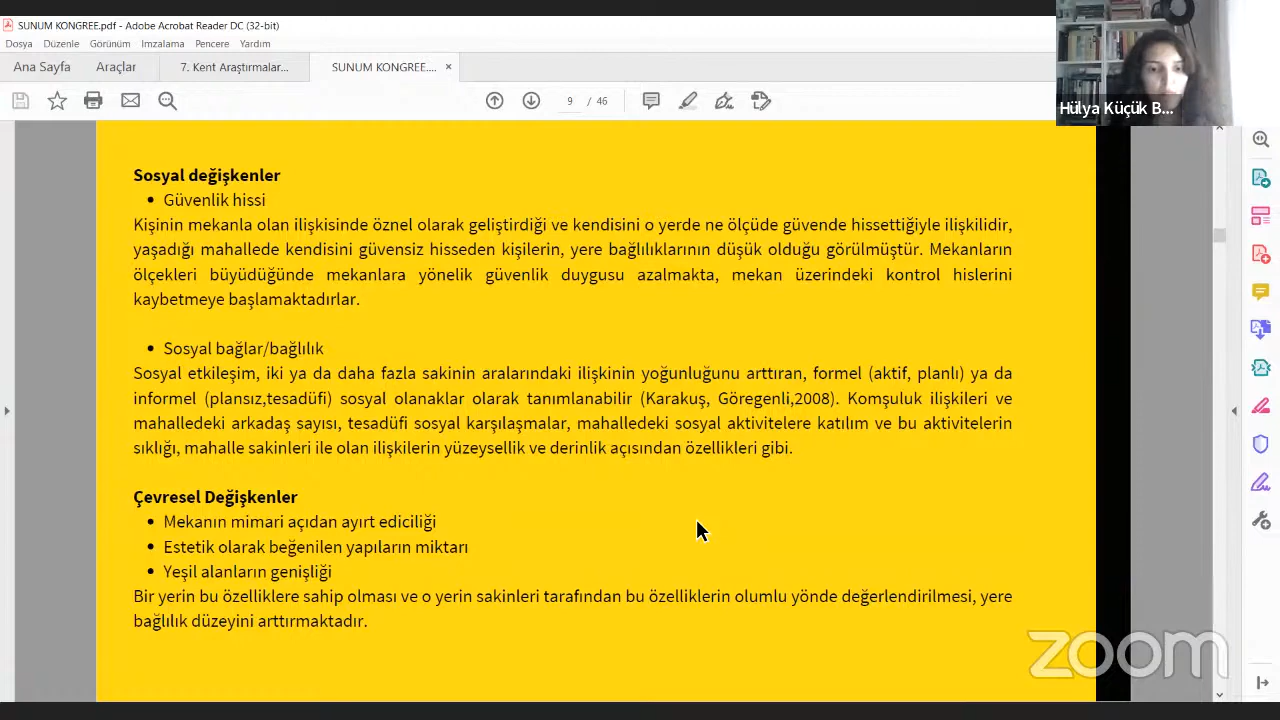 SUNUM KONGREE.pdf - Adobe Acrobat Reader DC (32-bit)
Dosya Düzenle Görünüm Imzalama Pencere Yardım
Ana Sayfa Araçlar 7. Kent Araştırmalar... SUNUM KONGREE.... ×
9 / 46
Hülya Küçük B...
Sosyal değişkenler
• Güvenlik hissi
Kişinin mekanla olan ilişkisinde öznel olarak geliştirdiği ve kendisini o yerde ne ölçüde güvende hissettiğiyle ilişkilidir,
yaşadığı mahallede kendisini güvensiz hisseden kişilerin, yere bağlılıklarının düşük olduğu görülmüştür. Mekanların
ölçekleri büyüdüğünde mekanlara yönelik güvenlik duygusu azalmakta, mekan üzerindeki kontrol hislerini
kaybetmeye başlamaktadırlar.
• Sosyal bağlar/bağlılık
Sosyal etkileşim, iki ya da daha fazla sakinin aralarındaki ilişkinin yoğunluğunu arttıran, formel (aktif, planlı) ya da
informel (plansız,tesadüfi) sosyal olanaklar olarak tanımlanabilir (Karakuş, Göregenli,2008). Komşuluk ilişkileri ve
mahalledeki arkadaş sayısı, tesadüfi sosyal karşılaşmalar, mahalledeki sosyal aktivitelere katılım ve bu aktivitelerin
sıklığı, mahalle sakinleri ile olan ilişkilerin yüzeysellik ve derinlik açısından özellikleri gibi.
Çevresel Değişkenler
• Mekanın mimari açıdan ayırt ediciliği
• Estetik olarak beğenilen yapıların miktarı
• Yeşil alanların genişliği
Bir yerin bu özelliklere sahip olması ve o yerin sakinleri tarafından bu özelliklerin olumlu yönde değerlendirilmesi, yere
bağlılık düzeyini arttırmaktadır.
zoom